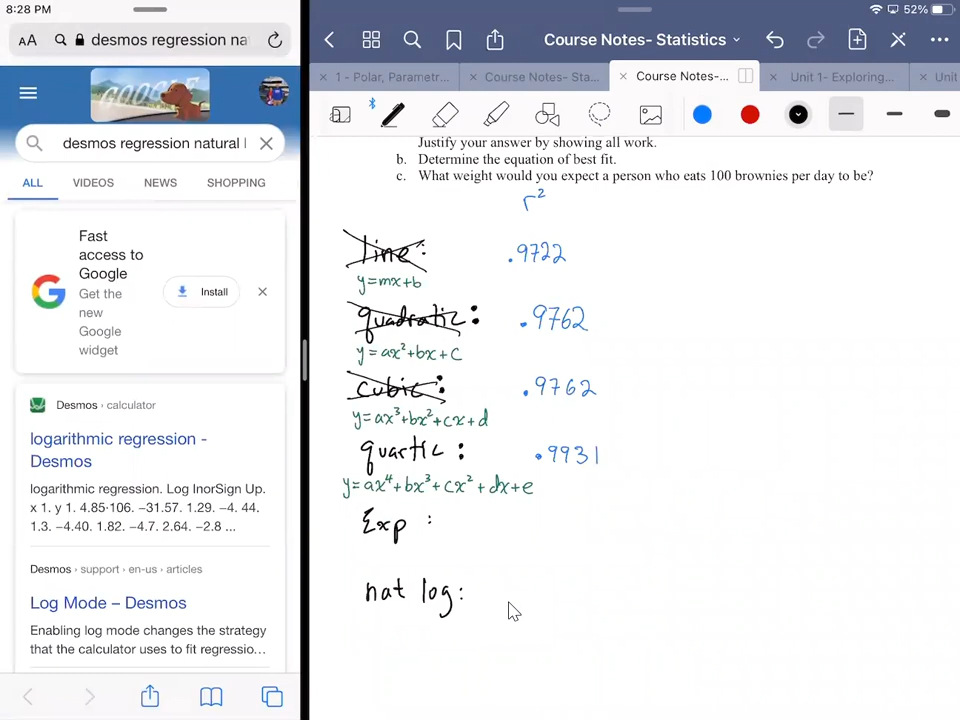 8:28 PM
52%
AA
desmos regression na
Course Notes- Statistics
1 - Polar, Parametr...
Course Notes- Sta...
Course Notes-...
Unit 1- Exploring...
Unit
GOOGLE
desmos regression natural l
ALL
VIDEOS
NEWS
SHOPPING
Fast
access to
Google
Get the
new
Google
widget
Install
Desmos › calculator
logarithmic regression -
Desmos
logarithmic regression. Log InorSign Up.
x 1. y 1. 4.85·106. −31.57. 1.29. −4. 44.
1.3. −4.40. 1.82. −4.7. 2.64. −2.8 ...
Desmos › support › en-us › articles
Log Mode – Desmos
Enabling log mode changes the strategy
that the calculator uses to fit regressio...
Justify your answer by showing all work.
b. Determine the equation of best fit.
c. What weight would you expect a person who eats 100 brownies per day to be?
r²
line: .9722
y=mx+b
quadratic: .9762
y=ax²+bx+c
cubic: .9762
y=ax³+bx²+cx+d
quartic: .9931
y=ax⁴+bx³+cx²+dx+e
Exp :
nat log: